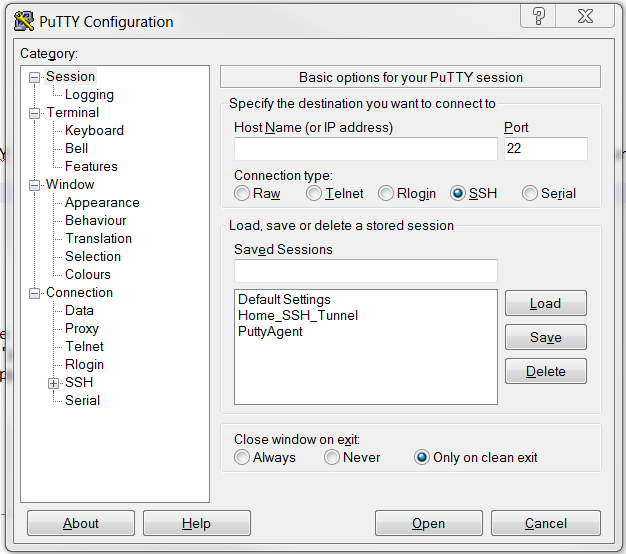 PuTTY Configuration
Category:
Session
Logging
Terminal
Keyboard
Bell
Features
Window
Appearance
Behaviour
Translation
Selection
Colours
Connection
Data
Proxy
Telnet
Rlogin
SSH
Serial
Basic options for your PuTTY session
Specify the destination you want to connect to
Host Name (or IP address) Port
22
Connection type:
Raw Telnet Rlogin SSH Serial
Load, save or delete a stored session
Saved Sessions
Default Settings
Home_SSH_Tunnel
PuttyAgent
Load
Save
Delete
Close window on exit:
Always Never Only on clean exit
About Help Open Cancel